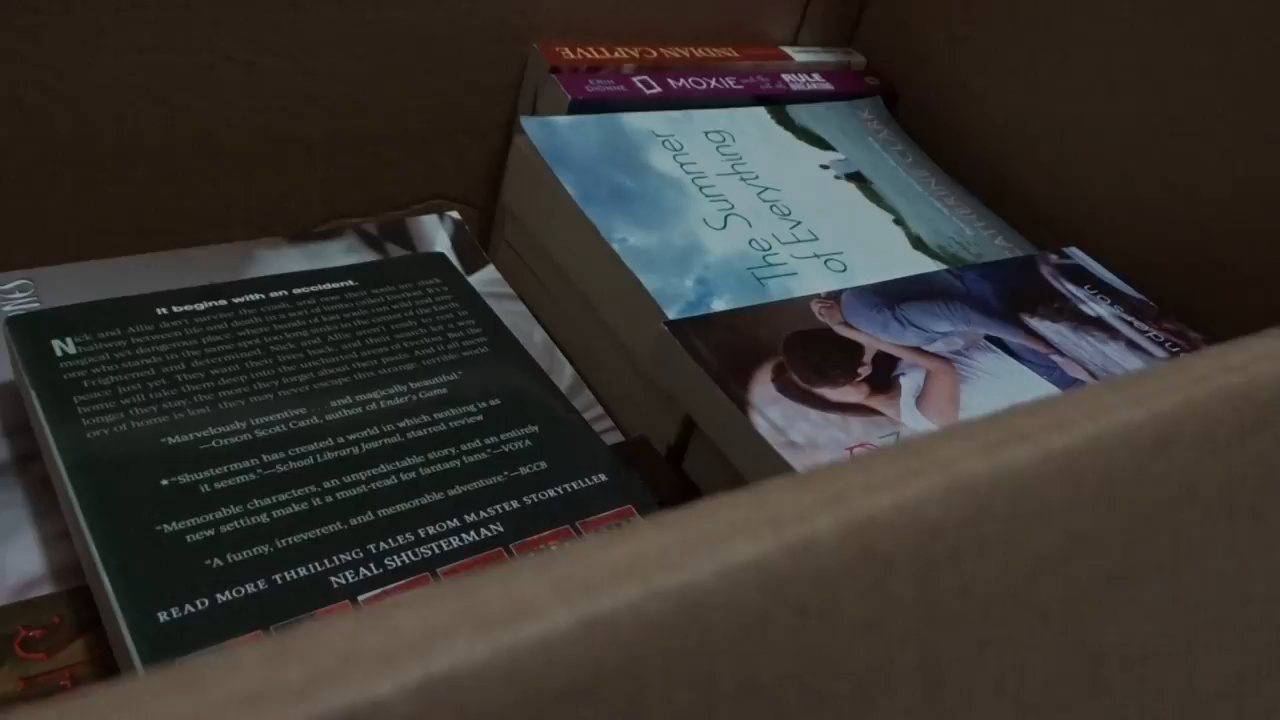 INDIAN CAPTIVE
ERIN
DIONNE
MOXIE and the
art of
RULE
BREAKING
The Summer
of Everything
CLARK
nderson
It begins with an accident.
Nick and Allie don't survive the crash, and now their souls are stuck
halfway between life and death, in a sort of limbo called Everlost. It's a
magical yet dangerous place where bands of lost souls run wild and any-
one who stands in the same spot too long sinks to the center of the Earth.
Frightened and determined, Nick and Allie aren't ready to rest in
peace just yet. They want their lives back, and their search for a way
home will take them deep into the uncharted areas of Everlost. But the
longer they stay, the more they forget about their pasts. And if all mem-
ory of home is lost, they may never escape this strange, terrible world.
"Marvelously inventive . . . and magically beautiful."
—Orson Scott Card, author of Ender's Game
★"Shusterman has created a world in which nothing is as
it seems."—School Library Journal, starred review
"Memorable characters, an unpredictable story, and an entirely
new setting make it a must-read for fantasy fans."—VOYA
"A funny, irreverent, and memorable adventure."—BCCB
READ MORE THRILLING TALES FROM MASTER STORYTELLER
NEAL SHUSTERMAN